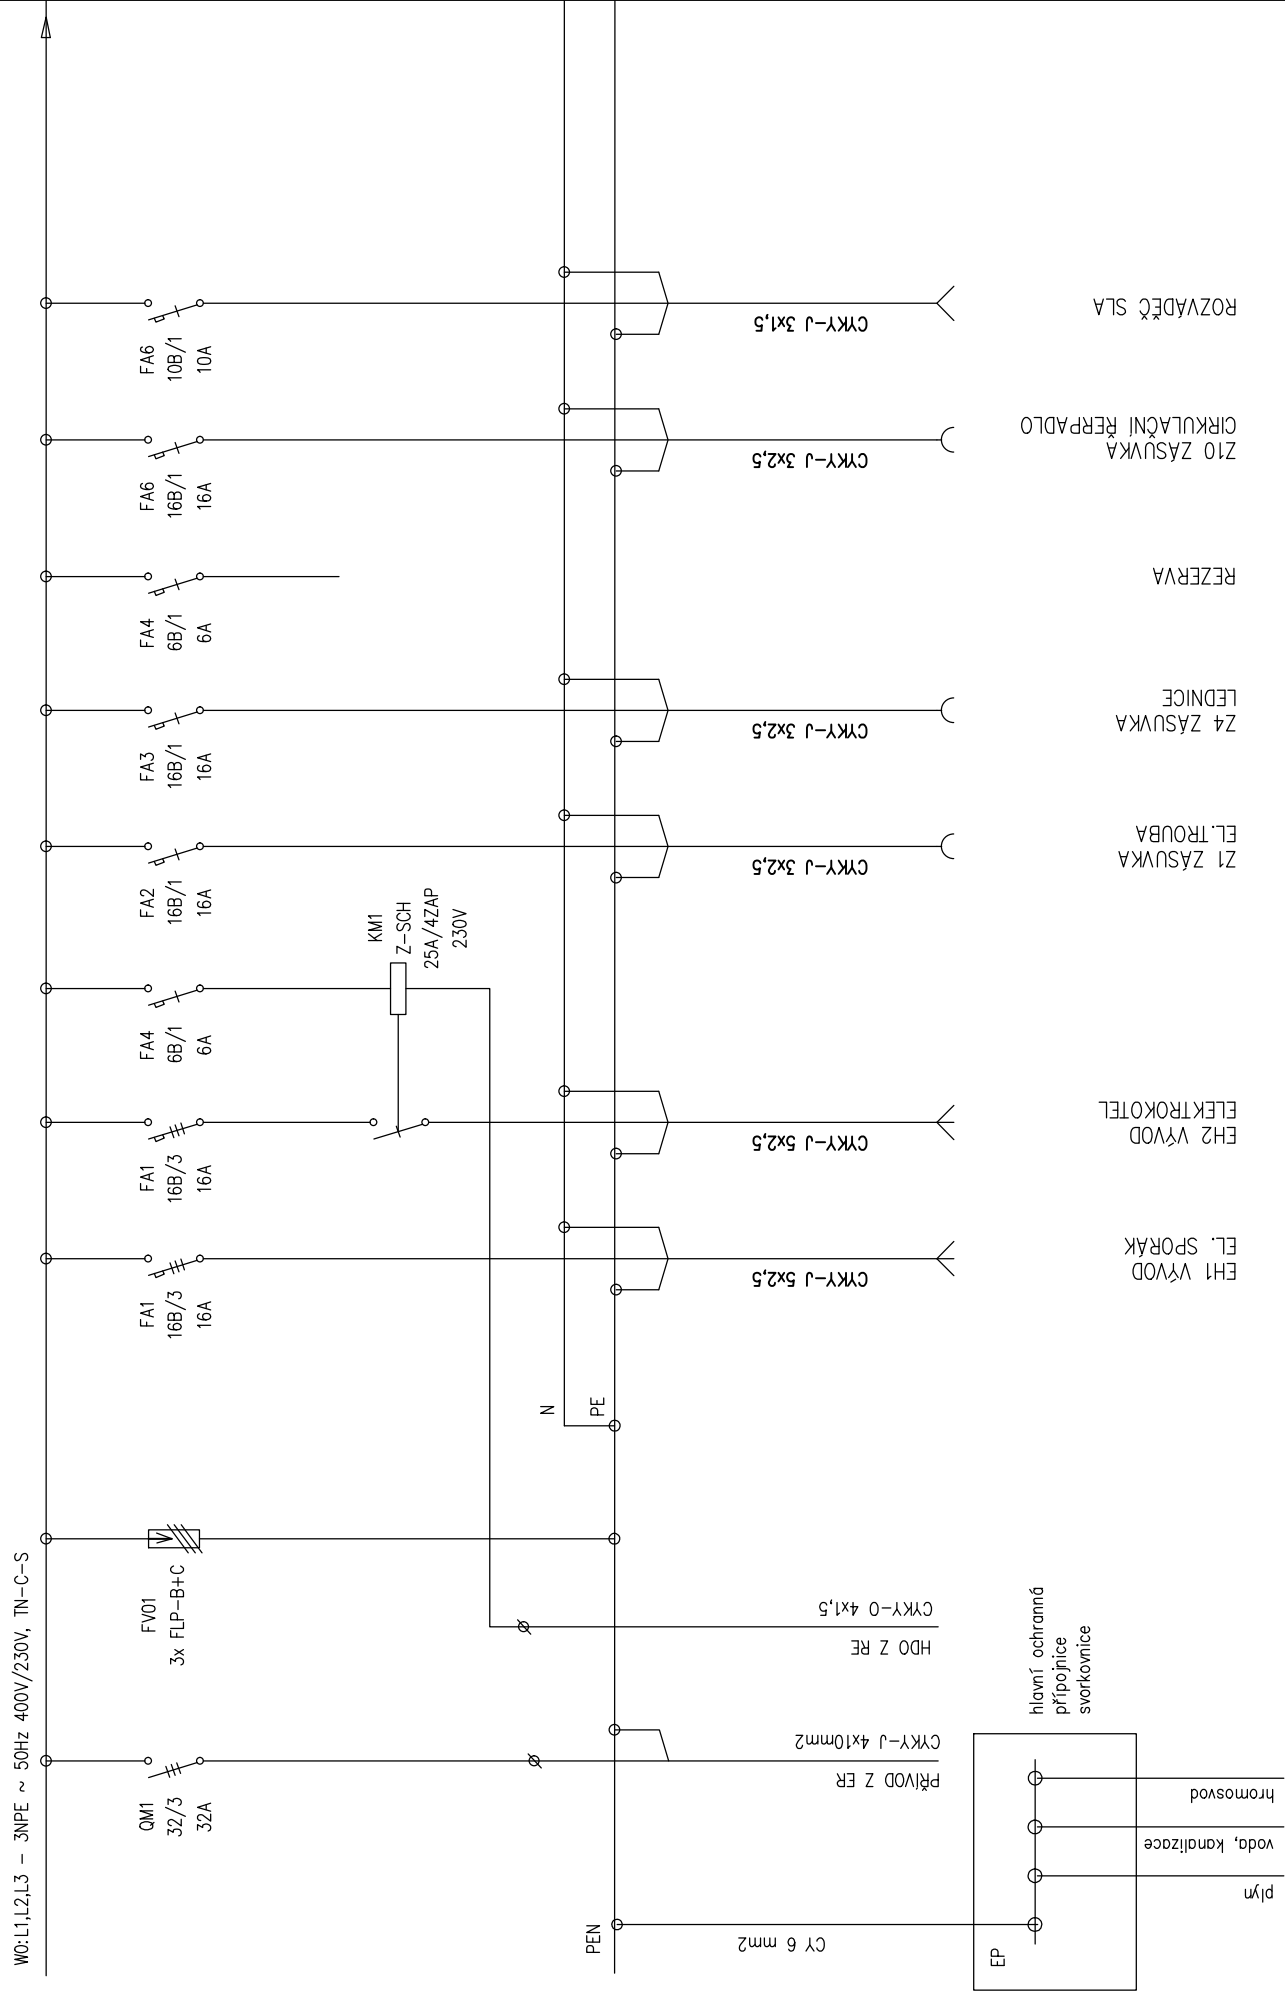 W0:L1,L2,L3 - 3NPE ~ 50Hz 400V/230V, TN-C-S
QM1
32/3
32A
FV01
3x FLP-B+C
FA1
16B/3
16A
FA1
16B/3
16A
FA4
6B/1
6A
FA2
16B/1
16A
FA3
16B/1
16A
FA4
6B/1
6A
FA6
16B/1
16A
FA6
10B/1
10A
KM1
Z-SCH
25A/4ZAP
230V
N
PE
PEN
CY 6 mm2
PŘÍVOD Z ER
CYKY-J 4x10mm2
HDO Z RE
CYKY-O 4x1,5
CYKY-J 5x2,5
CYKY-J 5x2,5
CYKY-J 3x2,5
CYKY-J 3x2,5
CYKY-J 3x2,5
CYKY-J 3x1,5
EP
hlavní ochranná
přípojnice
svorkovnice
plyn
voda, kanalizace
hromosvod
EH1 VÝVOD
EL. SPORÁK
EH2 VÝVOD
ELEKTROKOTEL
Z1 ZÁSUVKA
EL.TROUBA
Z4 ZÁSUVKA
LEDNICE
REZERVA
Z10 ZÁSUVKA
CIRKULAČNÍ ŘERPADLO
ROZVÁDĚČ SLA